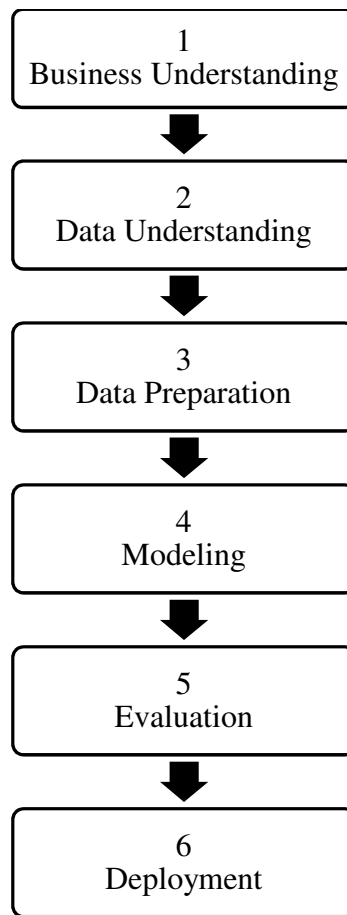 1
Business Understanding
2
Data Understanding
3
Data Preparation
4
Modeling
5
Evaluation
6
Deployment